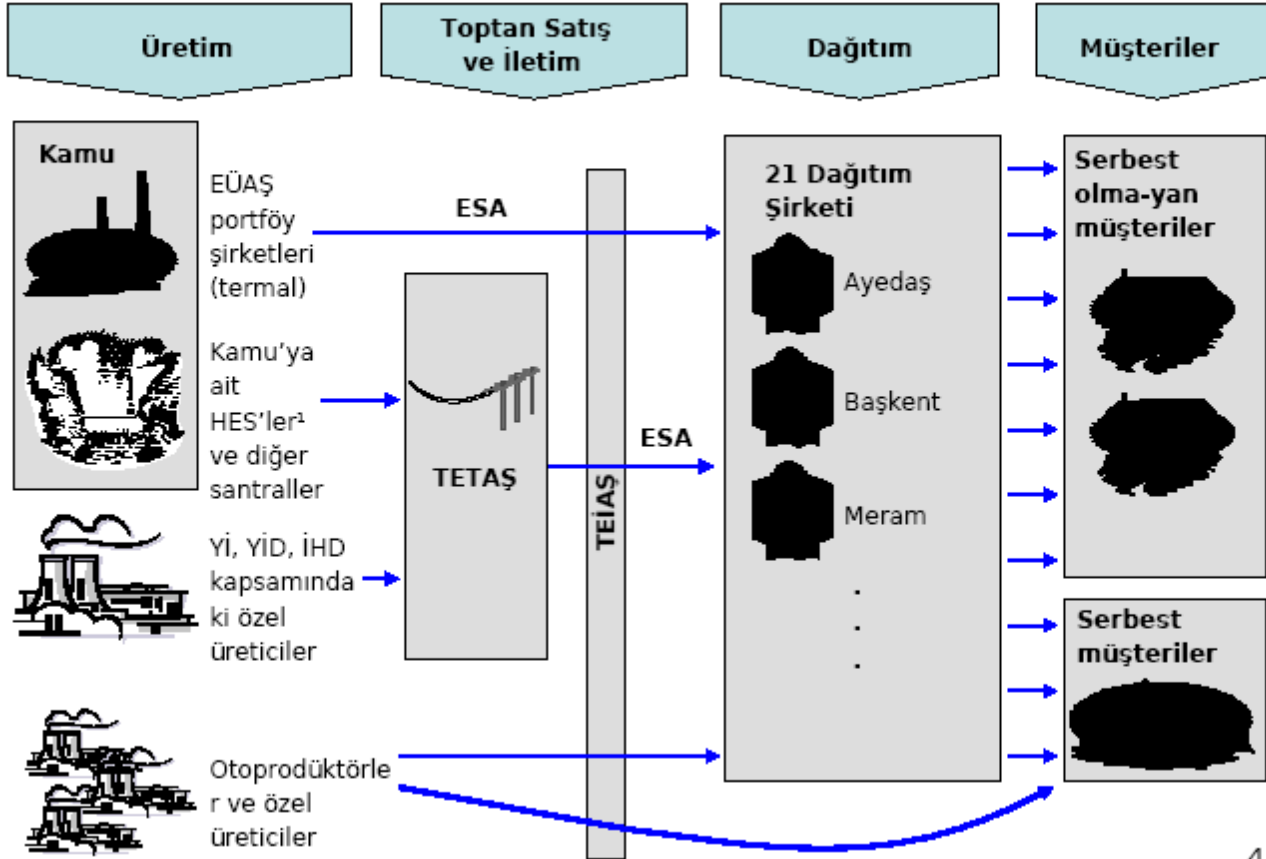 Üretim
Toptan Satış
ve İletim
Dağıtım
Müşteriler
Kamu
EÜAŞ
portföy
şirketleri
(termal)
Kamu’ya
ait
HES’ler¹
ve diğer
santraller
Yİ, YİD, İHD
kapsamında
ki özel
üreticiler
Otoprodüktörle
r ve özel
üreticiler
ESA
TETAŞ
TEİAŞ
ESA
21 Dağıtım
Şirketi
Ayedaş
Başkent
Meram
.
.
.
Serbest
olma-yan
müşteriler
Serbest
müşteriler
4